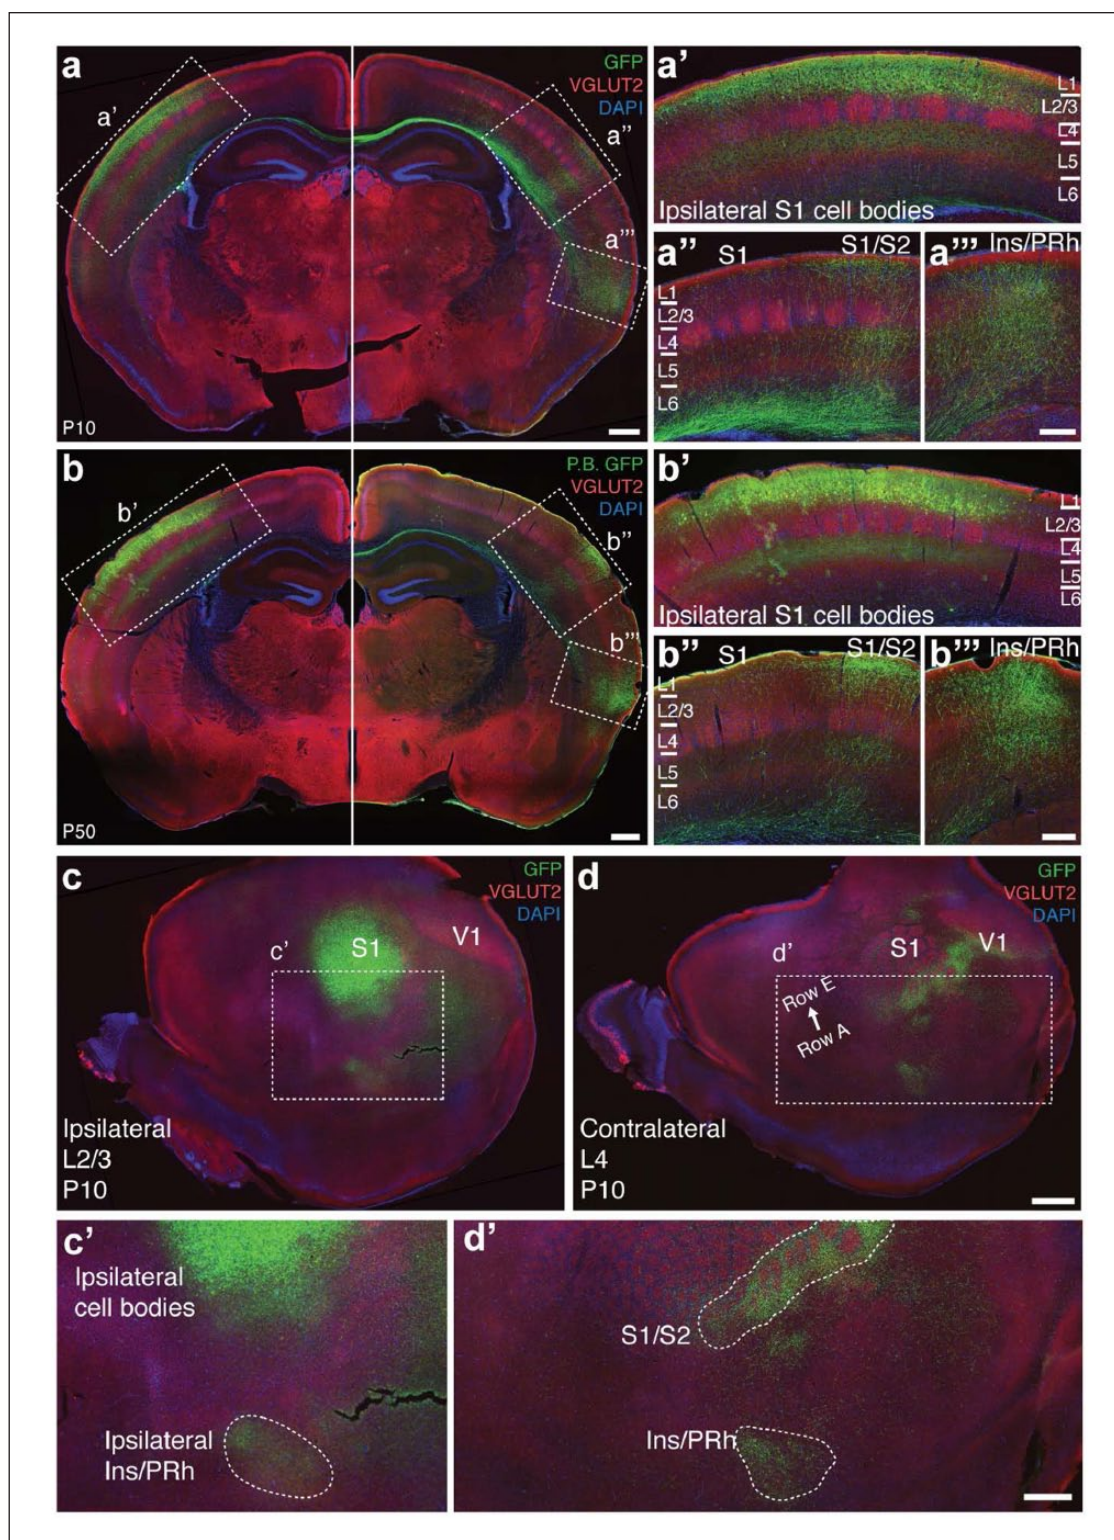 a
GFP
VGLUT2
DAPI
a’
a’’
a’’’
P10
a’
L1
L2/3
L4
L5
L6
Ipsilateral S1 cell bodies
a’’
S1
S1/S2
L1
L2/3
L4
L5
L6
a’’’
Ins/PRh
b
P.B. GFP
VGLUT2
DAPI
b’
b’’
b’’’
P50
b’
L1
L2/3
L4
L5
L6
Ipsilateral S1 cell bodies
b’’
S1
S1/S2
L1
L2/3
L4
L5
L6
b’’’
Ins/PRh
c
GFP
VGLUT2
DAPI
S1
V1
c’
Ipsilateral
L2/3
P10
d
GFP
VGLUT2
DAPI
S1
V1
d’
Row E
Row A
Contralateral
L4
P10
c’
Ipsilateral
cell bodies
Ipsilateral
Ins/PRh
d’
S1/S2
Ins/PRh